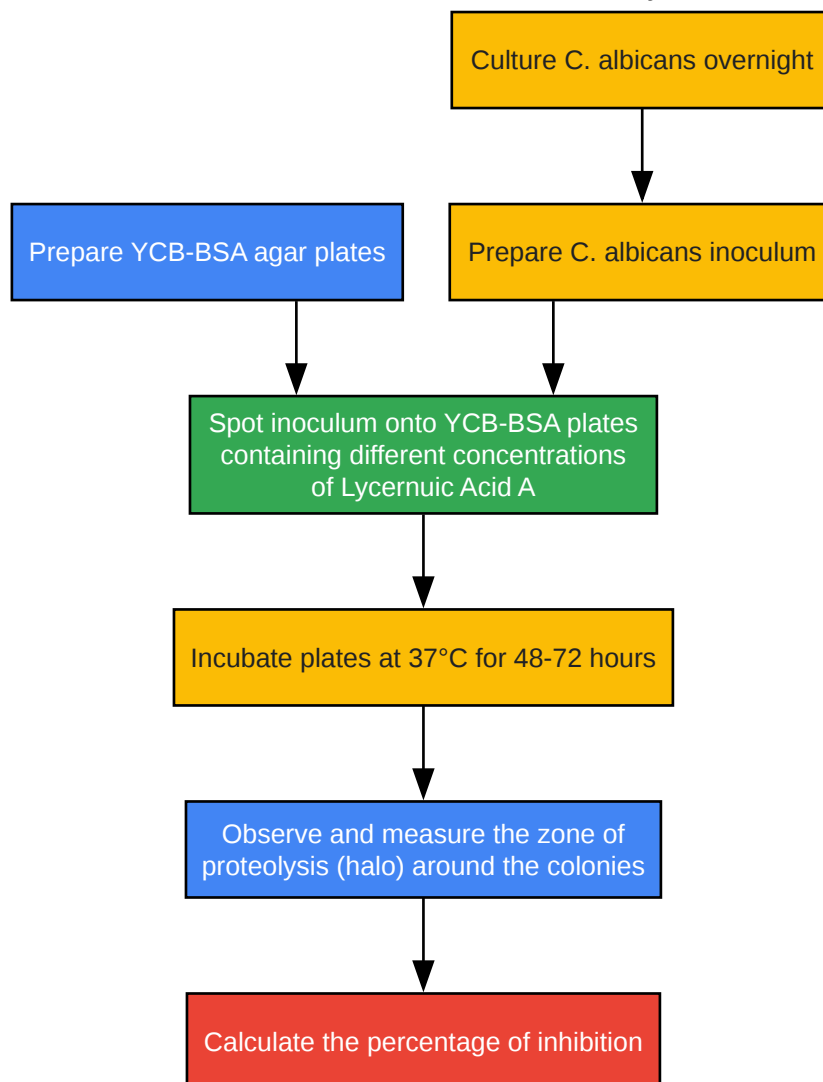 Culture C. albicans overnight
Prepare YCB-BSA agar plates
Prepare C. albicans inoculum
Spot inoculum onto YCB-BSA plates
containing different concentrations
of Lycernuic Acid A
Incubate plates at 37°C for 48-72 hours
Observe and measure the zone of
proteolysis (halo) around the colonies
Calculate the percentage of inhibition